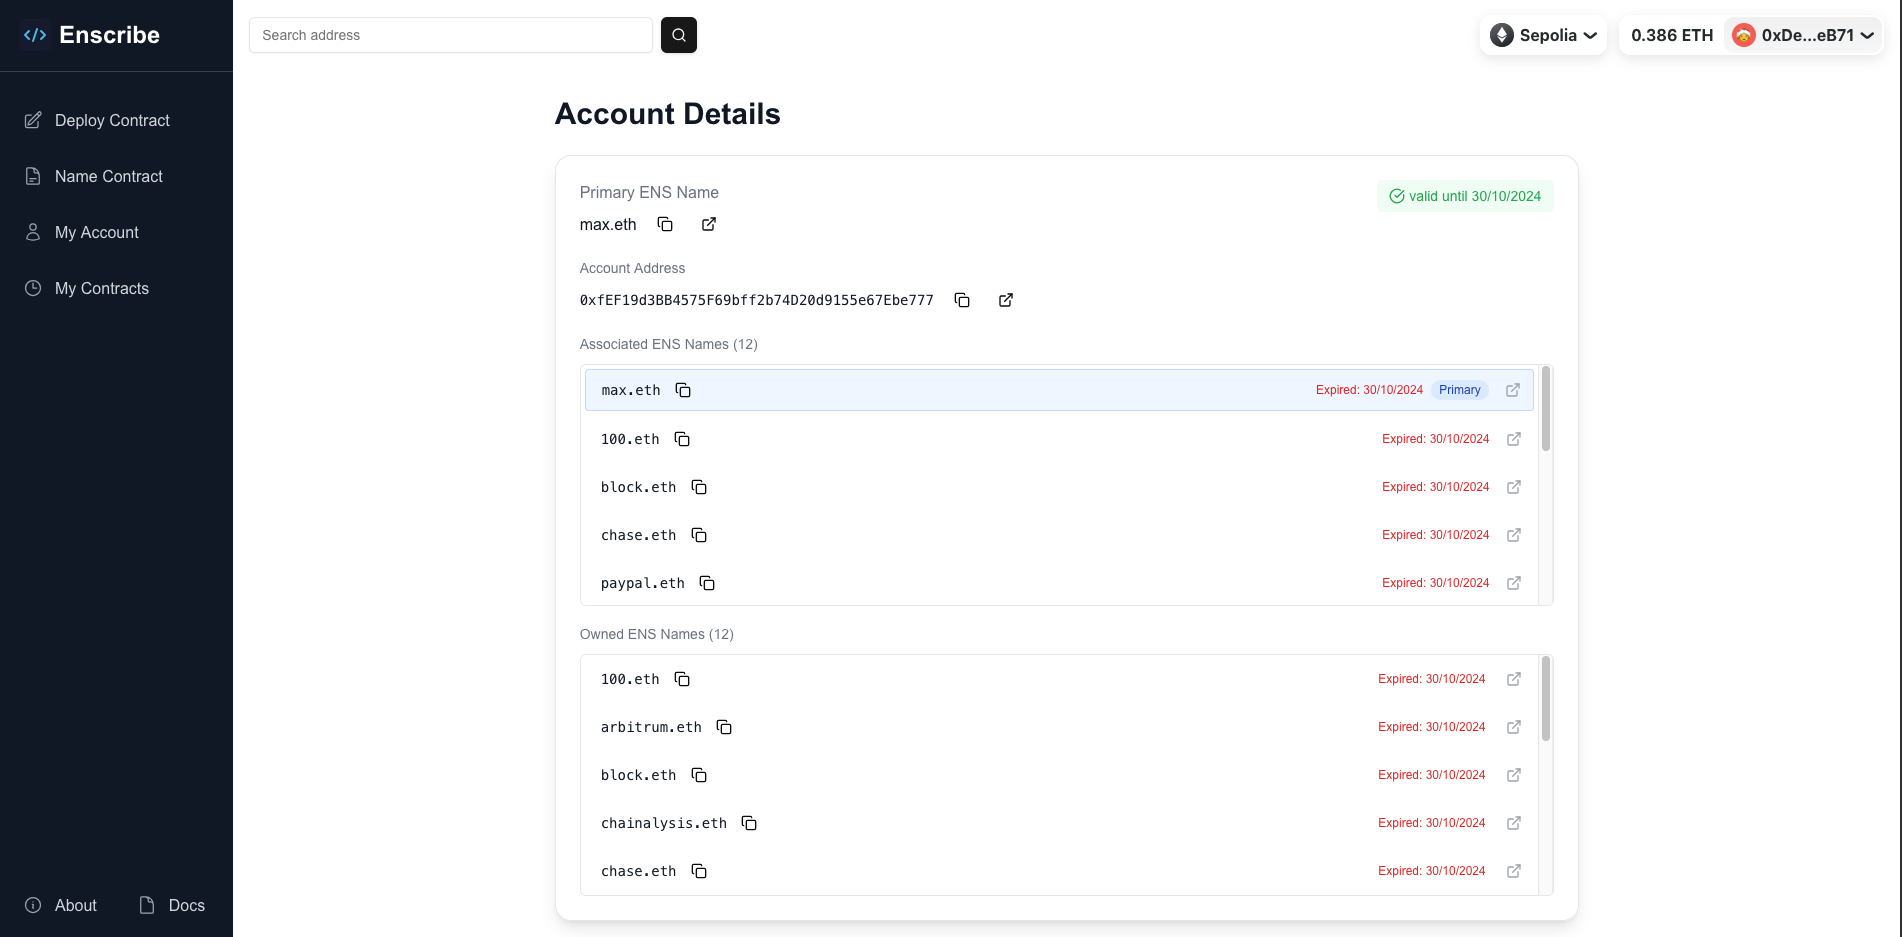 Enscribe
Search address
Sepolia
0.386 ETH
0xDe...eB71
Deploy Contract
Name Contract
My Account
My Contracts
About
Docs
Account Details
Primary ENS Name
valid until 30/10/2024
max.eth
Account Address
0xfEF19d3BB4575F69bff2b74D20d9155e67Ebe777
Associated ENS Names (12)
max.eth Expired: 30/10/2024 Primary
100.eth Expired: 30/10/2024
block.eth Expired: 30/10/2024
chase.eth Expired: 30/10/2024
paypal.eth Expired: 30/10/2024
Owned ENS Names (12)
100.eth Expired: 30/10/2024
arbitrum.eth Expired: 30/10/2024
block.eth Expired: 30/10/2024
chainalysis.eth Expired: 30/10/2024
chase.eth Expired: 30/10/2024